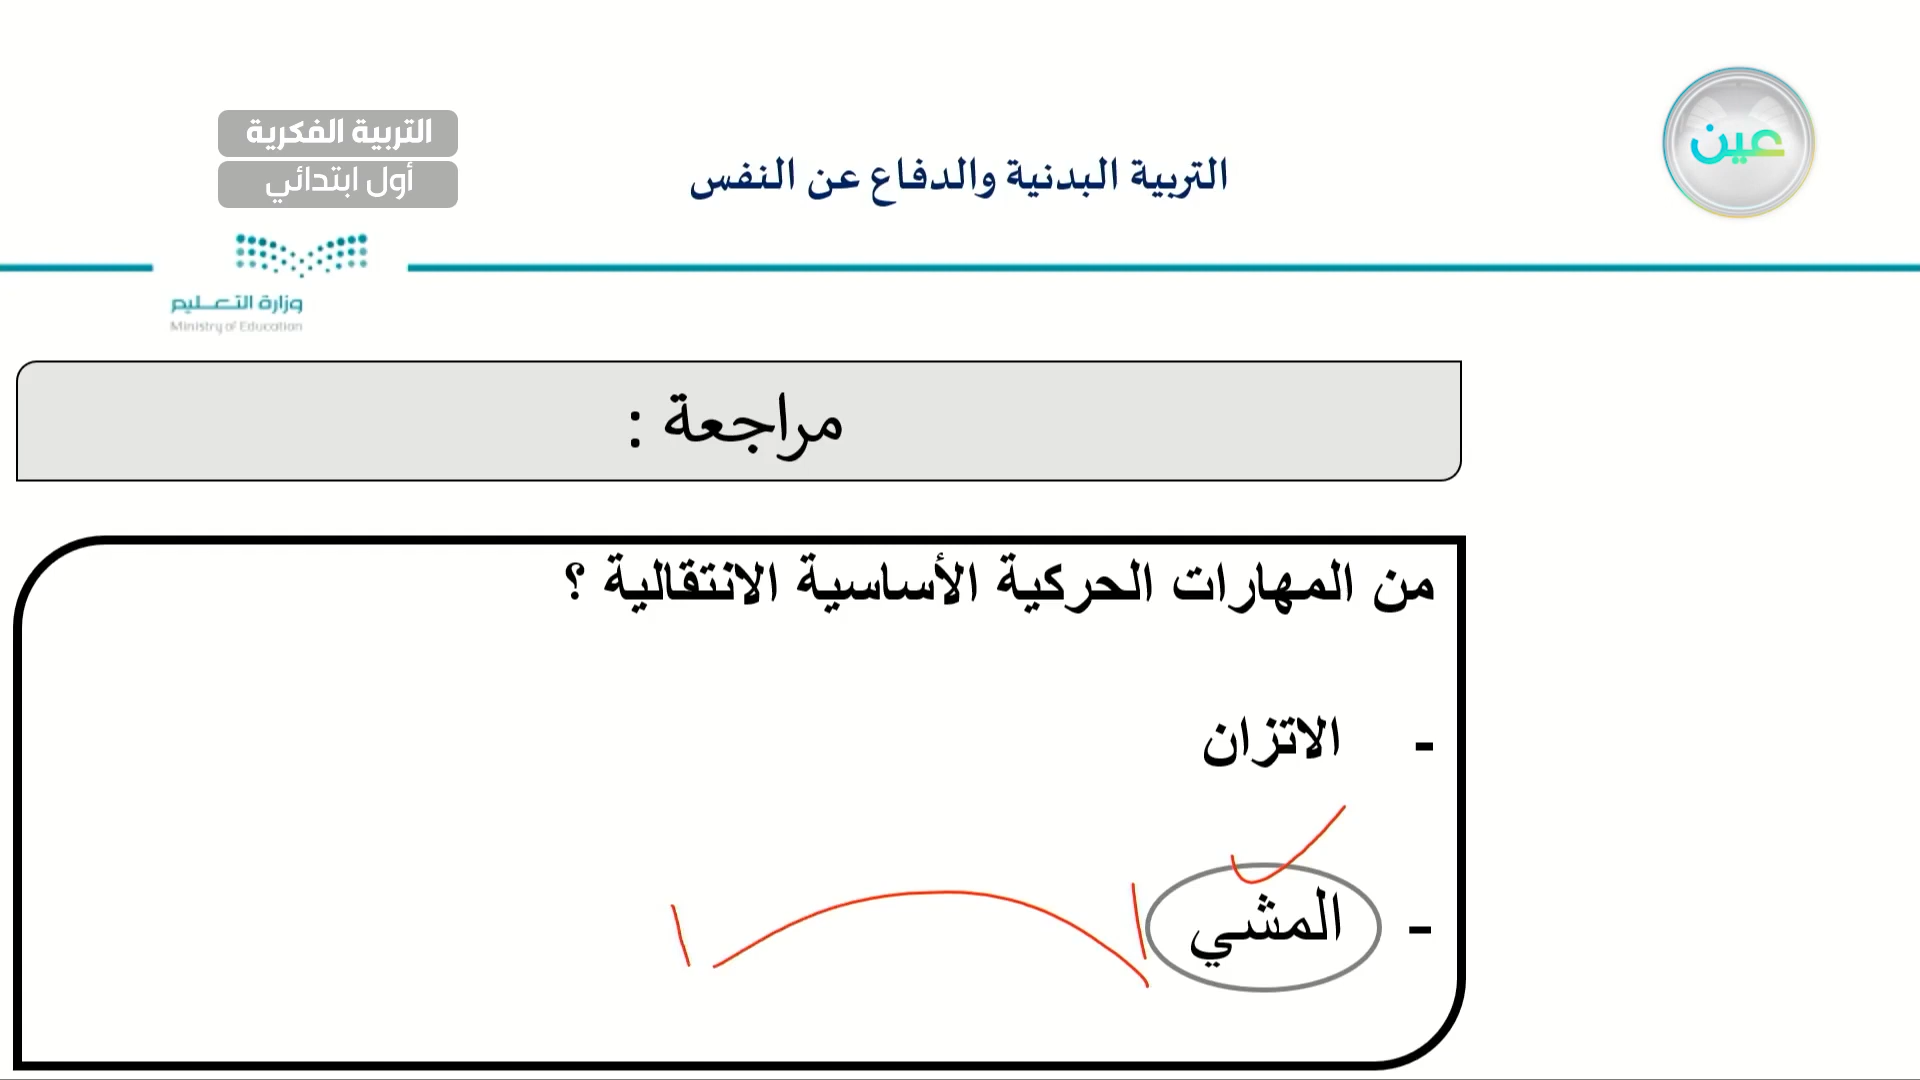 عين
التربية الفكرية
أول ابتدائي
التربية البدنية والدفاع عن النفس
وزارة التعليم
Ministry of Education
مراجعة :
من المهارات الحركية الأساسية الانتقالية ؟
- الاتزان
- المشي